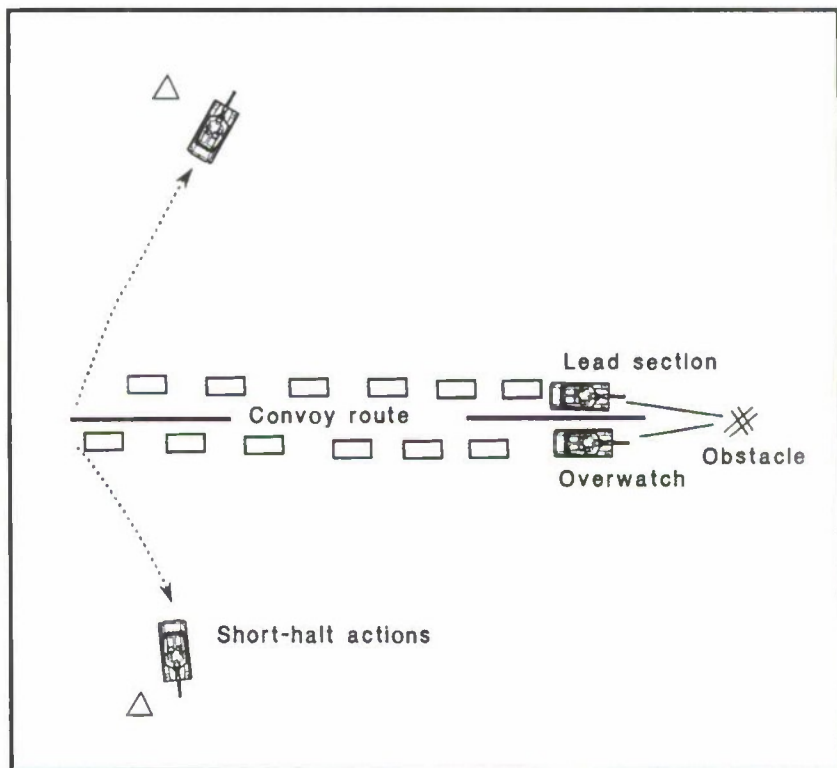 Lead section
Convoy route
Overwatch
Obstacle
Short-halt actions